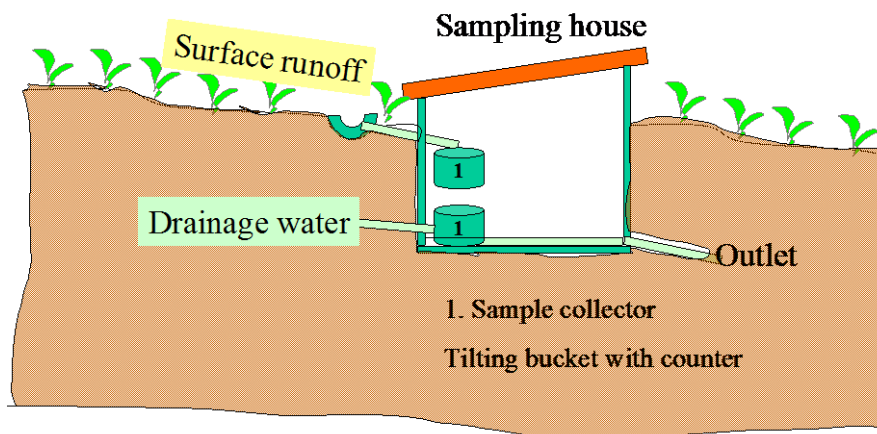 Sampling house
Surface runoff
1
Drainage water
1
Outlet
1. Sample collector
Tilting bucket with counter